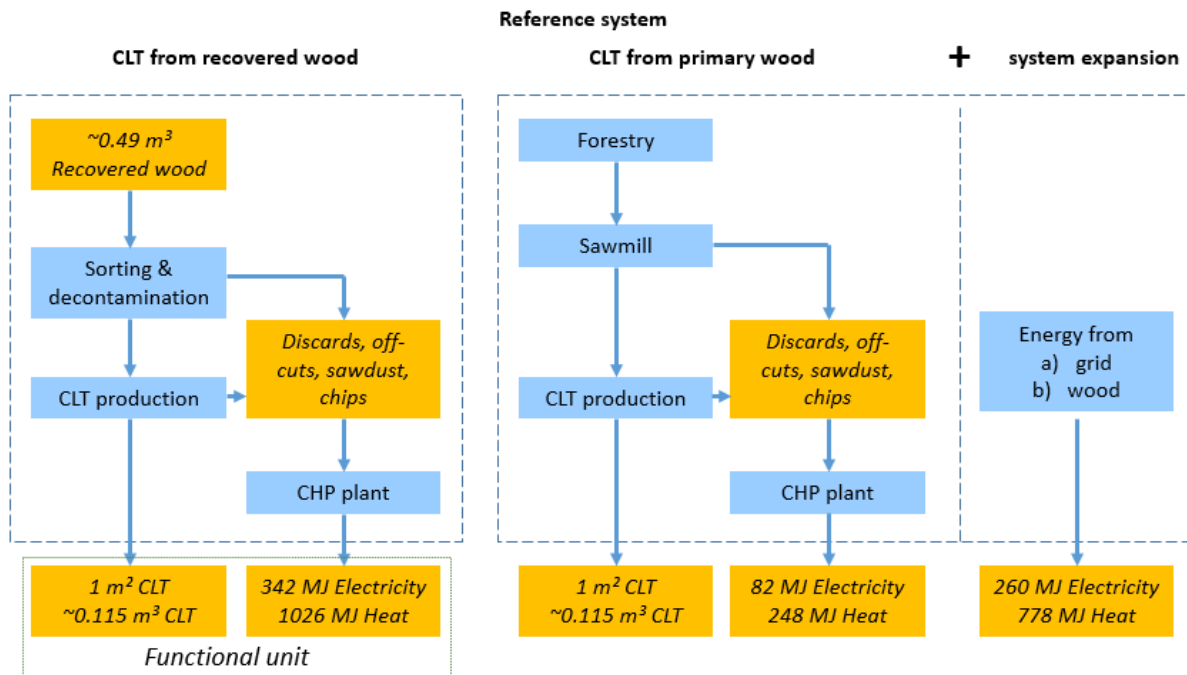 Reference system
CLT from recovered wood
CLT from primary wood
+
system expansion
~0.49 m³
Recovered wood
Sorting &
decontamination
Discards, off-
cuts, sawdust,
chips
CLT production
CHP plant
1 m² CLT
~0.115 m³ CLT
342 MJ Electricity
1026 MJ Heat
Functional unit
Forestry
Sawmill
Discards, off-
cuts, sawdust,
chips
CLT production
CHP plant
1 m² CLT
~0.115 m³ CLT
82 MJ Electricity
248 MJ Heat
Energy from
a) grid
b) wood
260 MJ Electricity
778 MJ Heat